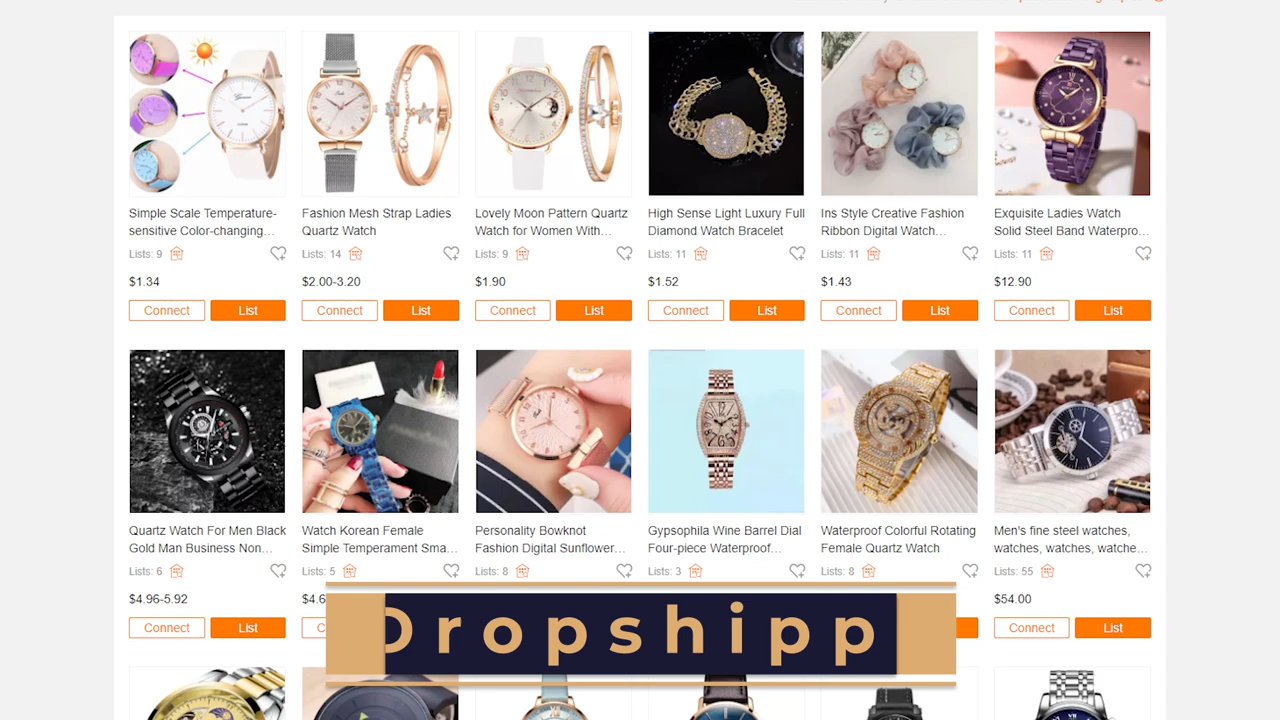 Simple Scale Temperature-
sensitive Color-changing...
Lists: 9
$1.34
Connect
List
Fashion Mesh Strap Ladies
Quartz Watch
Lists: 14
$2.00-3.20
Connect
List
Lovely Moon Pattern Quartz
Watch for Women With...
Lists: 9
$1.90
Connect
List
High Sense Light Luxury Full
Diamond Watch Bracelet
Lists: 11
$1.52
Connect
List
Ins Style Creative Fashion
Ribbon Digital Watch...
Lists: 11
$1.43
Connect
List
Exquisite Ladies Watch
Solid Steel Band Waterpro...
Lists: 11
$12.90
Connect
List
Quartz Watch For Men Black
Gold Man Business Non...
Lists: 6
$4.96-5.92
Connect
List
Watch Korean Female
Simple Temperament Sma...
Lists: 5
$4.6
C
Personality Bowknot
Fashion Digital Sunflower...
Lists: 8
Gypsophila Wine Barrel Dial
Four-piece Waterproof...
Lists: 3
Waterproof Colorful Rotating
Female Quartz Watch
Lists: 8
Men's fine steel watches,
watches, watches, watche...
Lists: 55
$54.00
Connect
List
Dropshipp